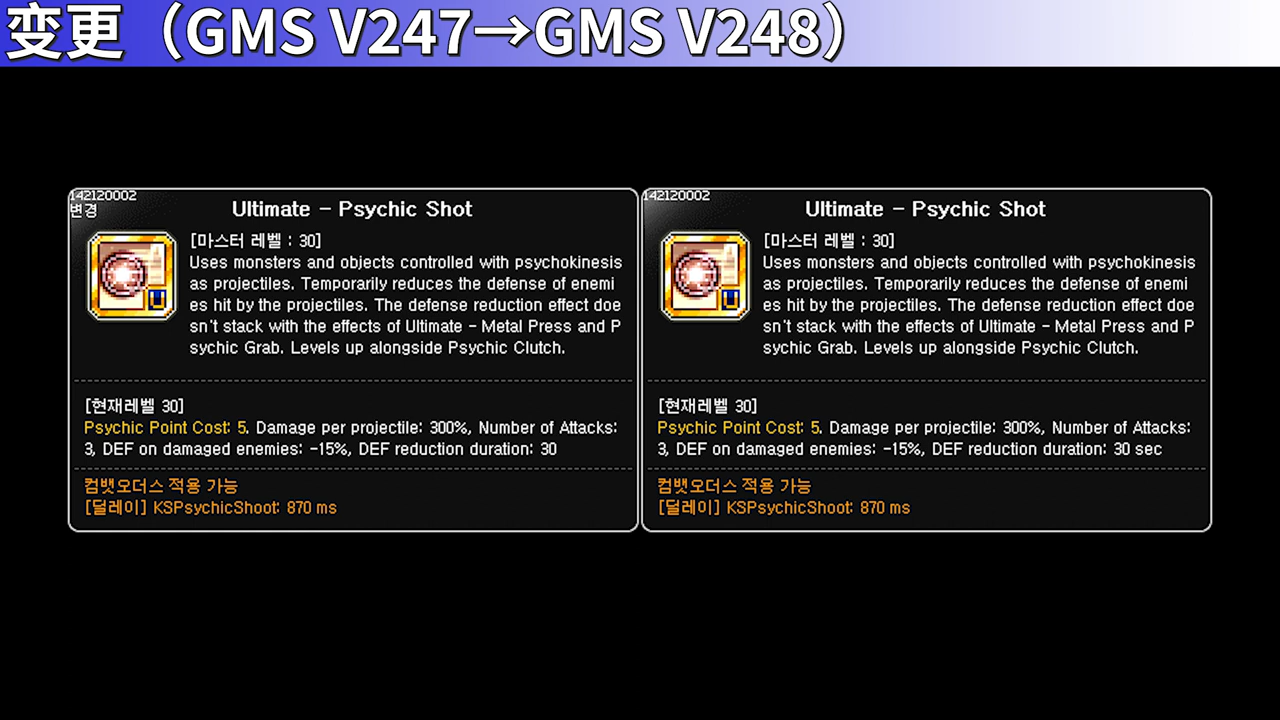 变更（GMS V247→GMS V248）
142120002
변경
Ultimate - Psychic Shot
[마스터 레벨 : 30]
Uses monsters and objects controlled with psychokinesis
as projectiles. Temporarily reduces the defense of enemi
es hit by the projectiles. The defense reduction effect doe
sn't stack with the effects of Ultimate - Metal Press and P
sychic Grab. Levels up alongside Psychic Clutch.
[현재레벨 30]
Psychic Point Cost: 5. Damage per projectile: 300%, Number of Attacks:
3, DEF on damaged enemies: -15%, DEF reduction duration: 30
컴뱃오더스 적용 가능
[딜레이] KSPsychicShoot: 870 ms
142120002
Ultimate - Psychic Shot
[마스터 레벨 : 30]
Uses monsters and objects controlled with psychokinesis
as projectiles. Temporarily reduces the defense of enemi
es hit by the projectiles. The defense reduction effect doe
sn't stack with the effects of Ultimate - Metal Press and P
sychic Grab. Levels up alongside Psychic Clutch.
[현재레벨 30]
Psychic Point Cost: 5. Damage per projectile: 300%, Number of Attacks:
3, DEF on damaged enemies: -15%, DEF reduction duration: 30 sec
컴뱃오더스 적용 가능
[딜레이] KSPsychicShoot: 870 ms